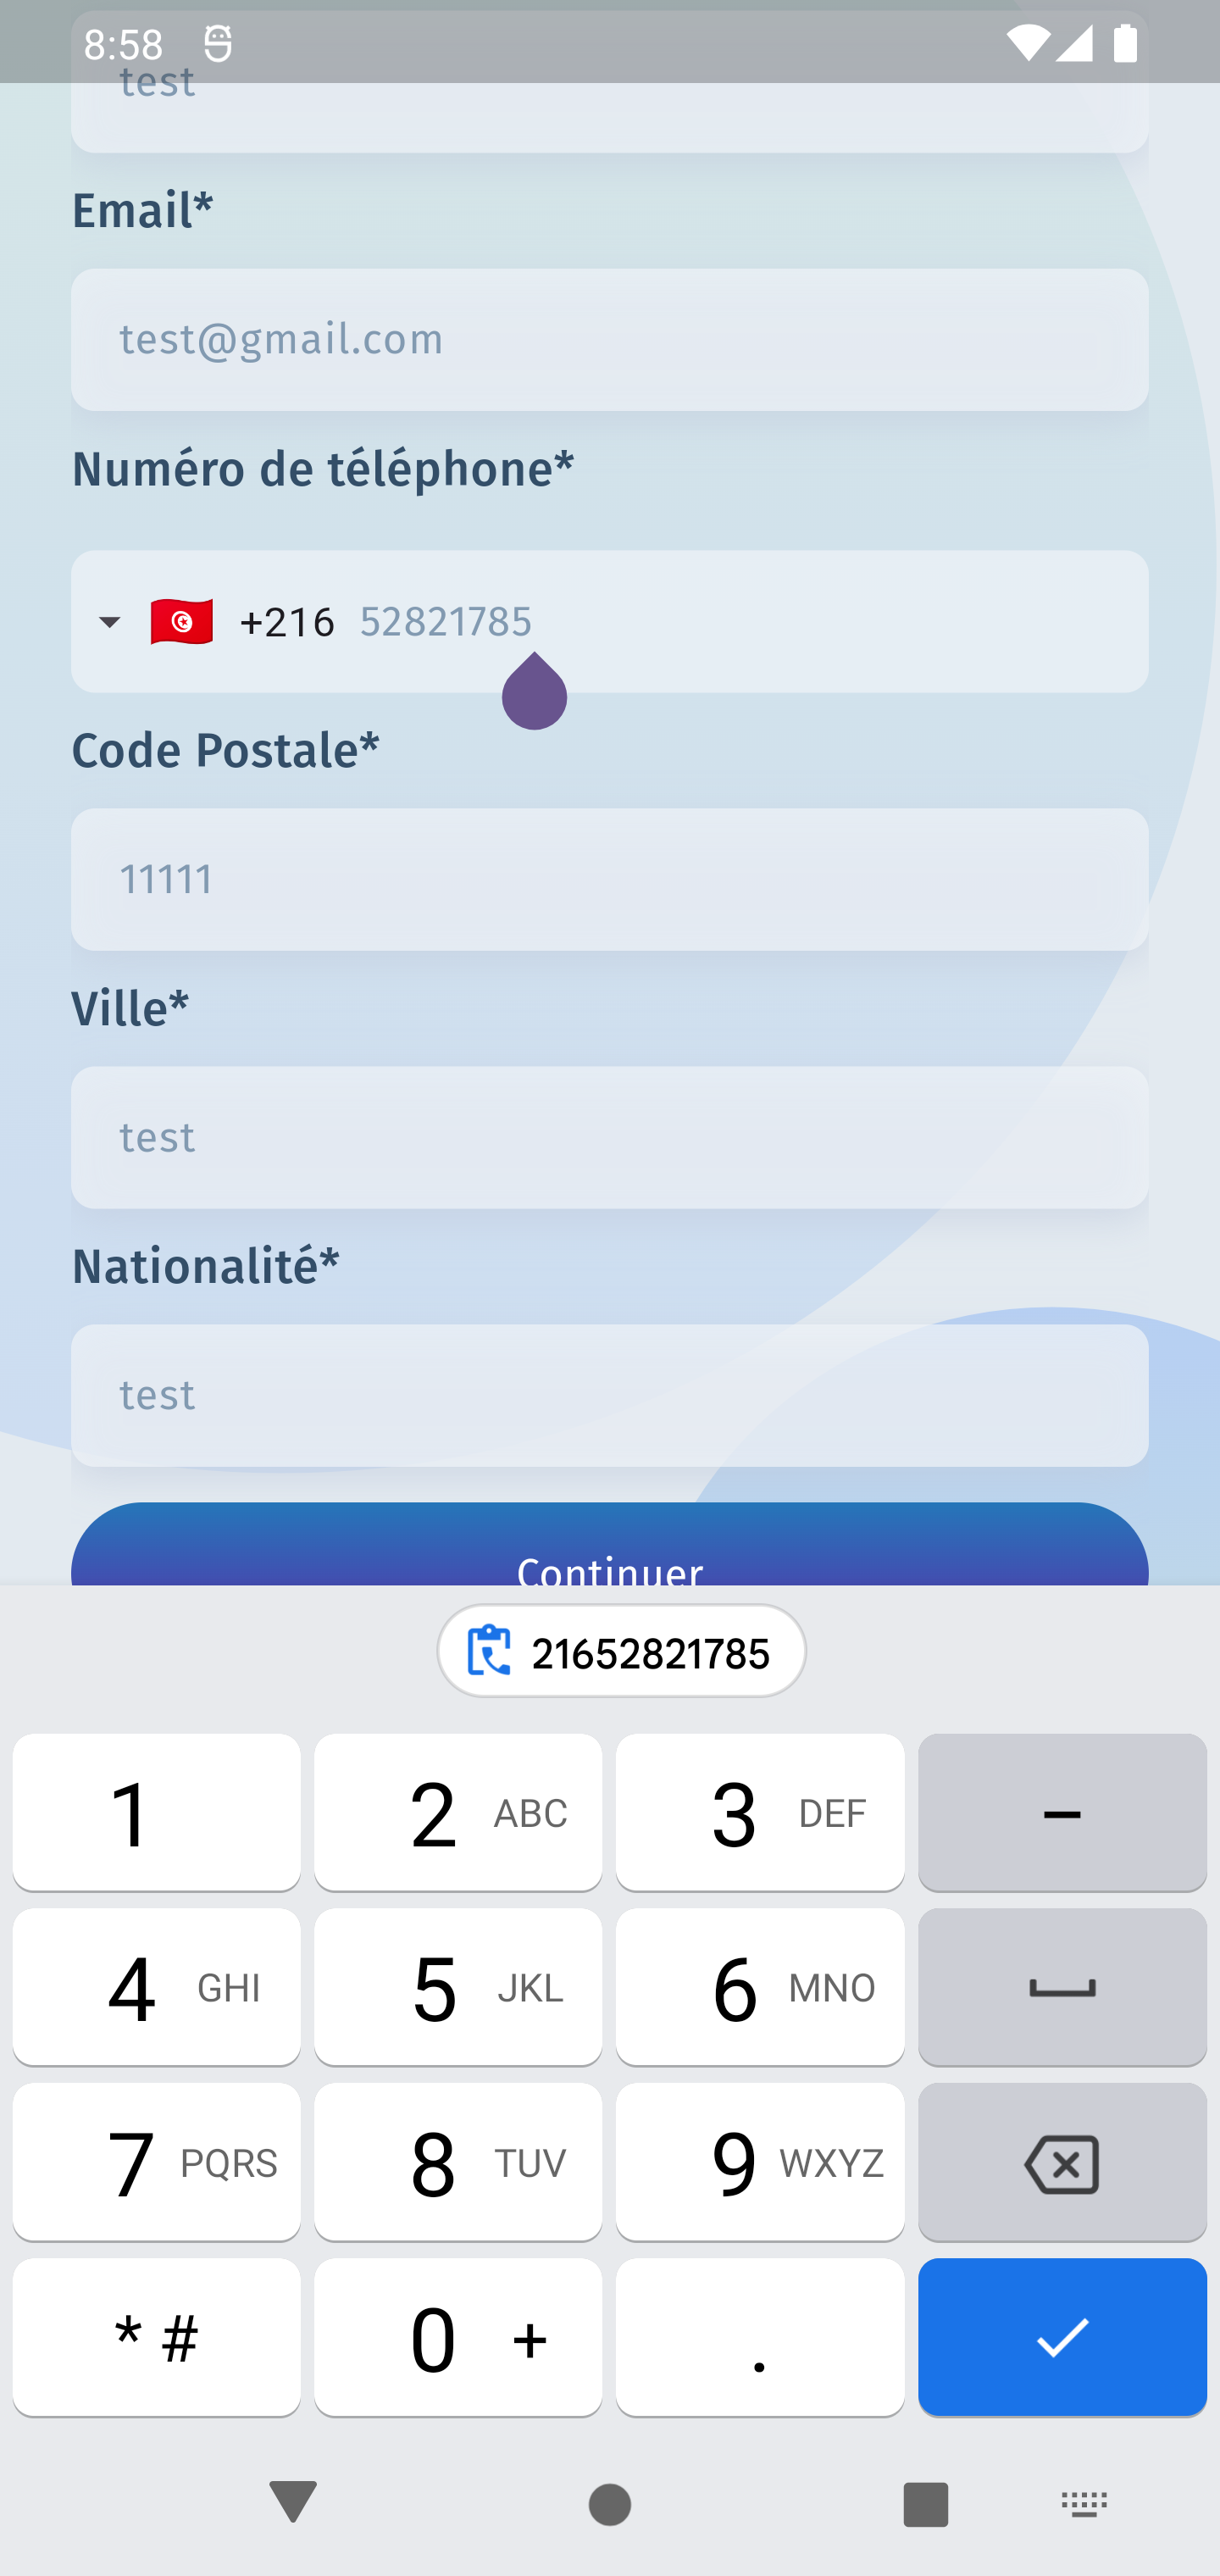 8:58
test
Email*
test@gmail.com
Numéro de téléphone*
+216 52821785
Code Postale*
11111
Ville*
test
Nationalité*
test
Continuer
21652821785
1 2 ABC 3 DEF –
4 GHI 5 JKL 6 MNO
7 PQRS 8 TUV 9 WXYZ
* # 0 + .